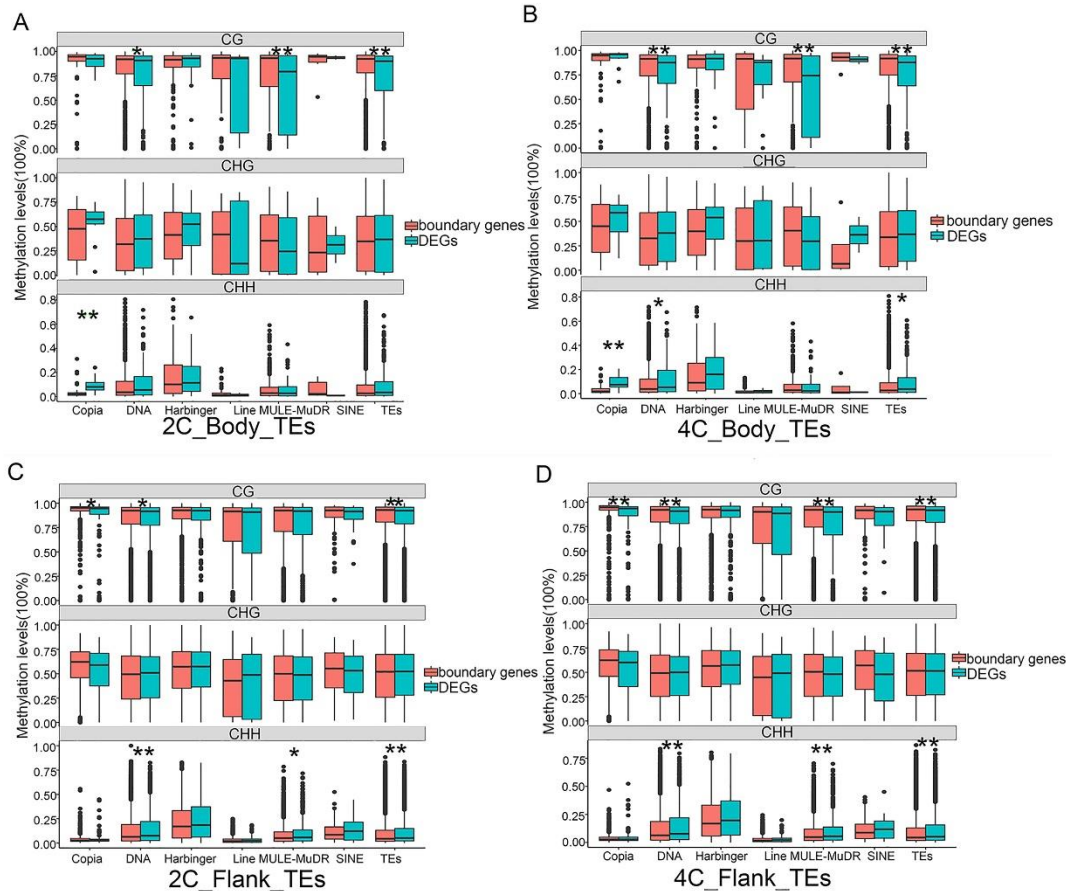 A
CG
* ** **
1.00
0.75
0.50
0.25
0.00
CHG
1.00
0.75
0.50
0.25
0.00
CHH
0.8
**
0.6
0.4
0.2
0.0
Methylation levels(100%)
boundary genes
DEGs
Copia DNA Harbinger Line MULE-MuDR SINE TEs
2C_Body_TEs
B
CG
** ** **
1.00
0.75
0.50
0.25
0.00
CHG
1.00
0.75
0.50
0.25
0.00
CHH
0.8
** * *
0.6
0.4
0.2
0.0
Methylation levels(100%)
boundary genes
DEGs
Copia DNA Harbinger Line MULE-MuDR SINE TEs
4C_Body_TEs
C
CG
* * **
1.00
0.75
0.50
0.25
0.00
CHG
1.00
0.75
0.50
0.25
0.00
CHH
1.00
** * **
0.75
0.50
0.25
0.00
Methylation levels(100%)
boundary genes
DEGs
Copia DNA Harbinger Line MULE-MuDR SINE TEs
2C_Flank_TEs
D
CG
** ** ** **
1.00
0.75
0.50
0.25
0.00
CHG
1.00
0.75
0.50
0.25
0.00
CHH
** ** **
0.75
0.50
0.25
0.00
Methylation levels(100%)
boundary genes
DEGs
Copia DNA Harbinger Line MULE-MuDR SINE TEs
4C_Flank_TEs